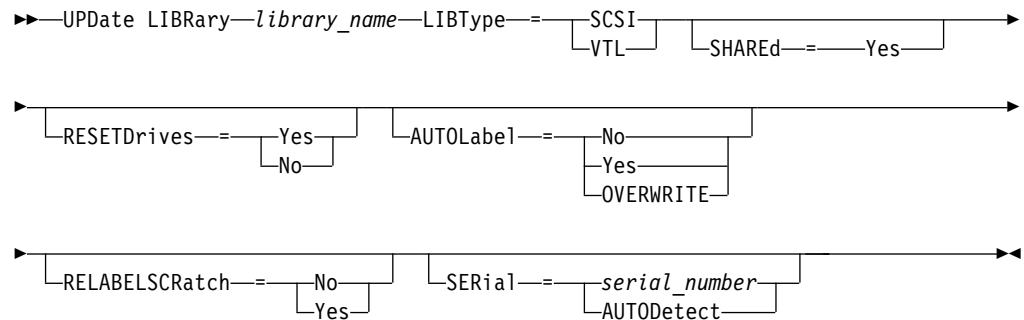 UPDate LIBRary library_name LIBType = SCSI
VTL
SHAREd = Yes
RESETDrives = Yes
No
AUTOLabel = No
Yes
OVERWRITE
RELABELSCRatch = No
Yes
SERial = serial_number
AUTODetect